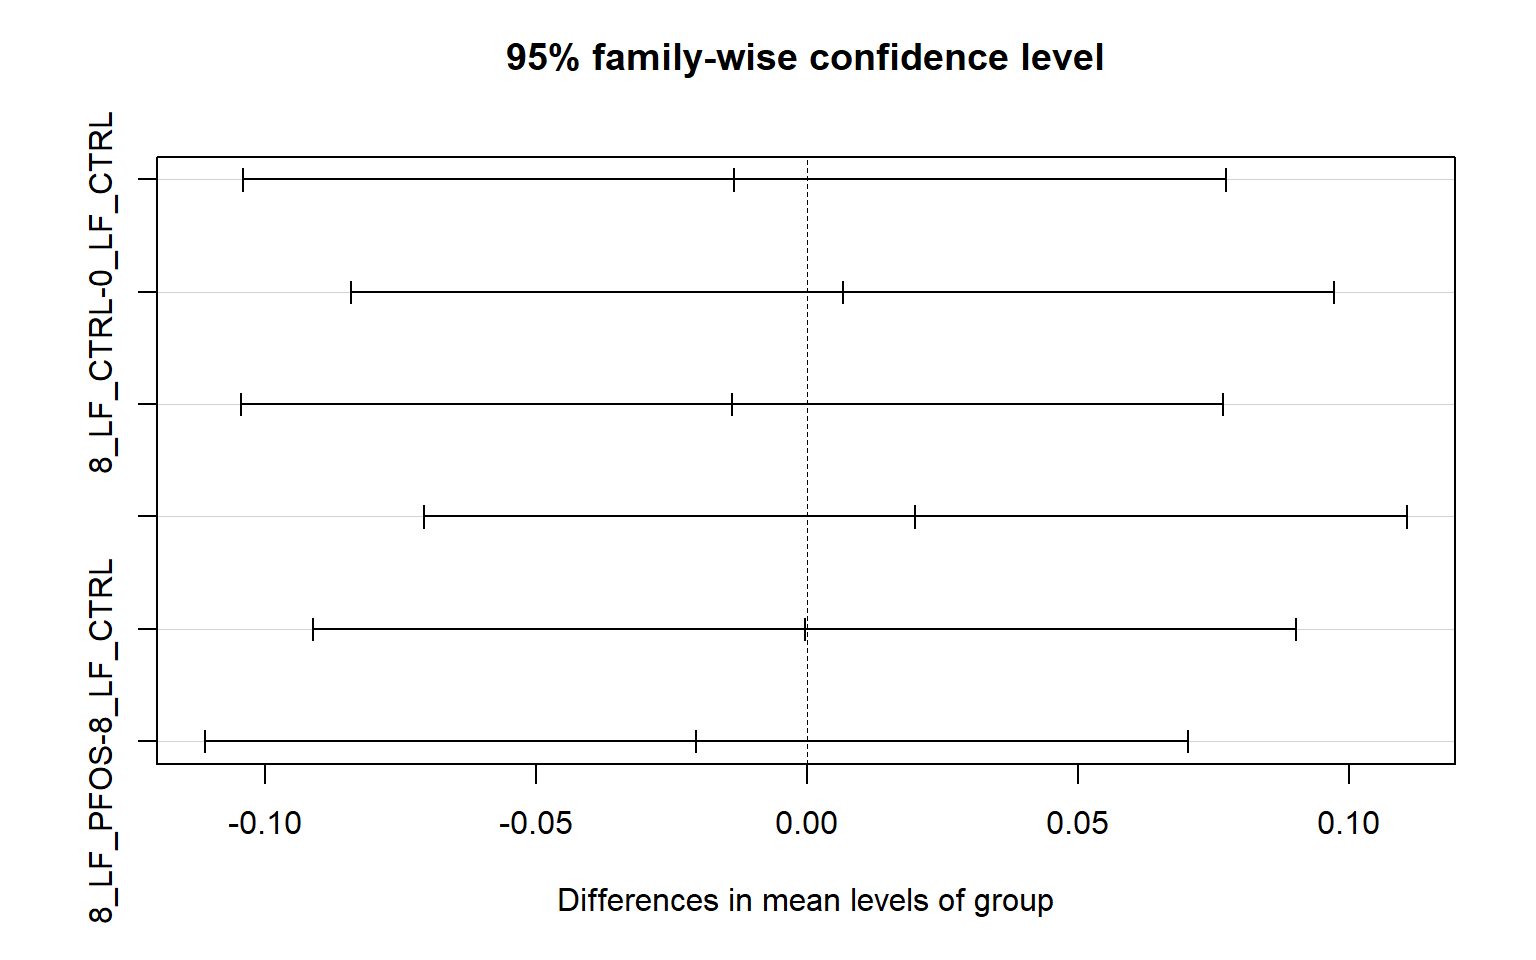 95% family-wise confidence level
8_LF_CTRL-0_LF_CTRL
8_LF_PFOS-8_LF_CTRL
-0.10 -0.05 0.00 0.05 0.10
Differences in mean levels of group